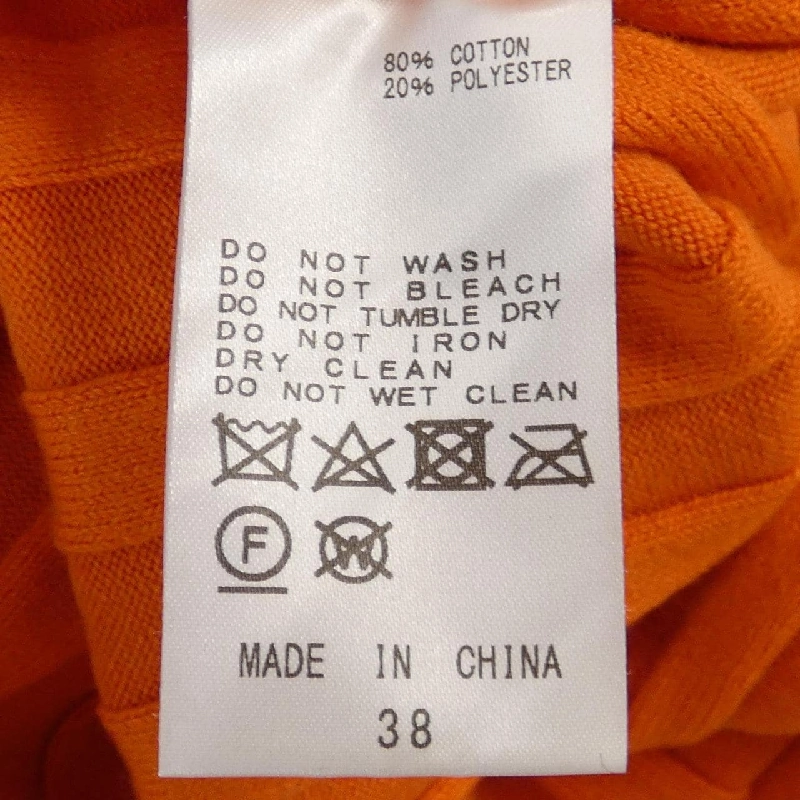 80% COTTON
20% POLYESTER
DO NOT WASH
DO NOT BLEACH
DO NOT TUMBLE DRY
DO NOT IRON
DRY CLEAN
DO NOT WET CLEAN
F W
MADE IN CHINA
38